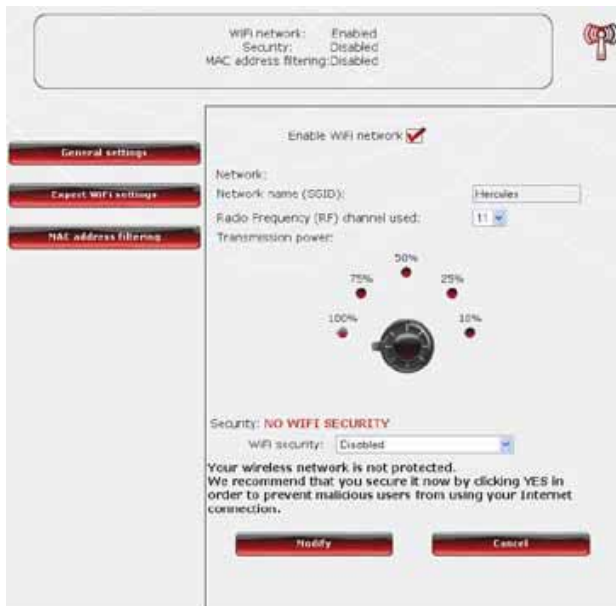 WiFi network: Enabled
Security: Disabled
MAC address filtering:Disabled
General settings
Expert WiFi settings
MAC address filtering
Enable WiFi network
Network:
Network name (SSID): Hercules
Radio Frequency (RF) channel used: 11
Transmission power:
50%
75% 25%
100% 10%
Security: NO WIFI SECURITY
WiFi security: Disabled
Your wireless network is not protected.
We recommend that you secure it now by clicking YES in
order to prevent malicious users from using your Internet
connection.
Modify Cancel